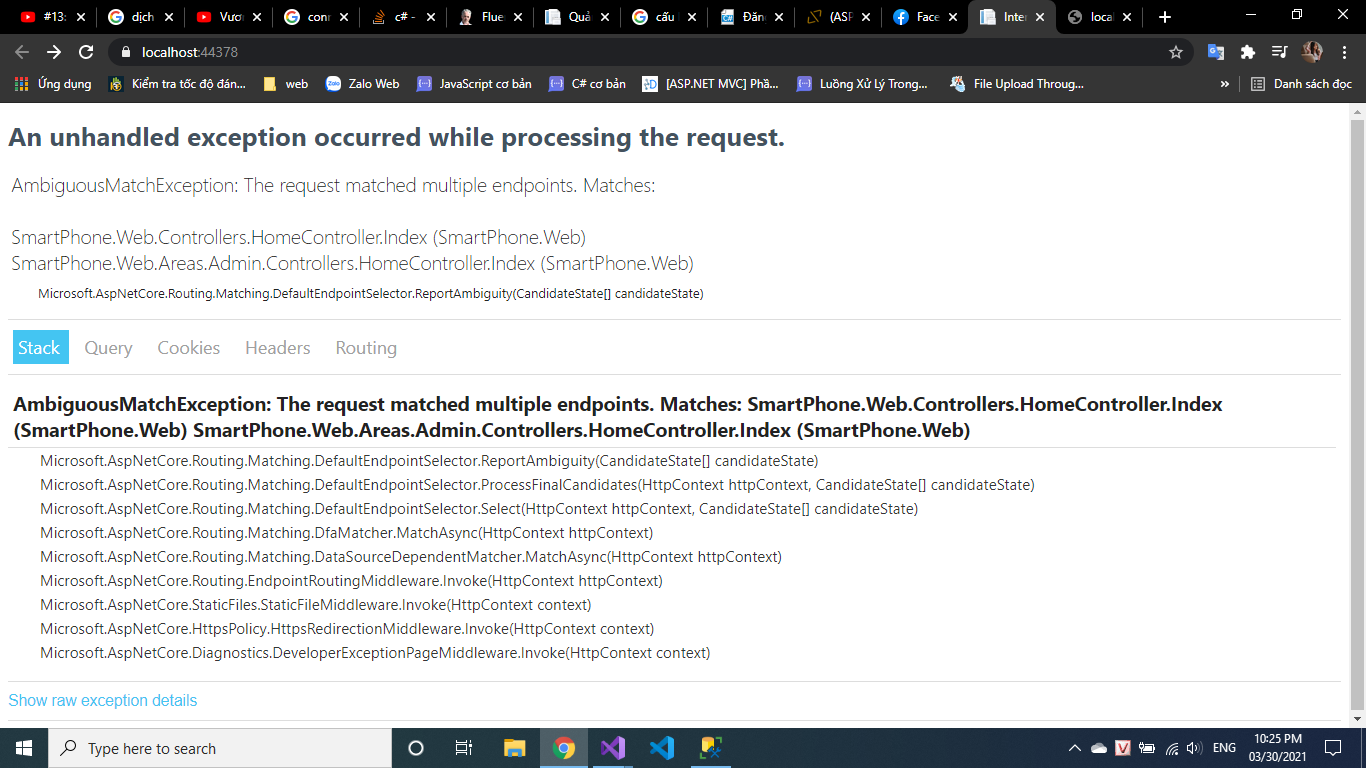 #13:
dịch
Vươ
conr
c# -
Flue
Quả
cấu
Đăng
(ASF
Face
Inter
local
localhost:44378
Ứng dụng
Kiểm tra tốc độ đán...
web
Zalo Web
JavaScript cơ bản
C# cơ bản
[ASP.NET MVC] Phầ...
Luồng Xử Lý Trong...
File Upload Throug...
»
Danh sách đọc
An unhandled exception occurred while processing the request.
AmbiguousMatchException: The request matched multiple endpoints. Matches:
SmartPhone.Web.Controllers.HomeController.Index (SmartPhone.Web)
SmartPhone.Web.Areas.Admin.Controllers.HomeController.Index (SmartPhone.Web)
Microsoft.AspNetCore.Routing.Matching.DefaultEndpointSelector.ReportAmbiguity(CandidateState[] candidateState)
Stack Query Cookies Headers Routing
AmbiguousMatchException: The request matched multiple endpoints. Matches: SmartPhone.Web.Controllers.HomeController.Index
(SmartPhone.Web) SmartPhone.Web.Areas.Admin.Controllers.HomeController.Index (SmartPhone.Web)
Microsoft.AspNetCore.Routing.Matching.DefaultEndpointSelector.ReportAmbiguity(CandidateState[] candidateState)
Microsoft.AspNetCore.Routing.Matching.DefaultEndpointSelector.ProcessFinalCandidates(HttpContext httpContext, CandidateState[] candidateState)
Microsoft.AspNetCore.Routing.Matching.DefaultEndpointSelector.Select(HttpContext httpContext, CandidateState[] candidateState)
Microsoft.AspNetCore.Routing.Matching.DfaMatcher.MatchAsync(HttpContext httpContext)
Microsoft.AspNetCore.Routing.Matching.DataSourceDependentMatcher.MatchAsync(HttpContext httpContext)
Microsoft.AspNetCore.Routing.EndpointRoutingMiddleware.Invoke(HttpContext httpContext)
Microsoft.AspNetCore.StaticFiles.StaticFileMiddleware.Invoke(HttpContext context)
Microsoft.AspNetCore.HttpsPolicy.HttpsRedirectionMiddleware.Invoke(HttpContext context)
Microsoft.AspNetCore.Diagnostics.DeveloperExceptionPageMiddleware.Invoke(HttpContext context)
Show raw exception details
Type here to search
ENG
10:25 PM
03/30/2021